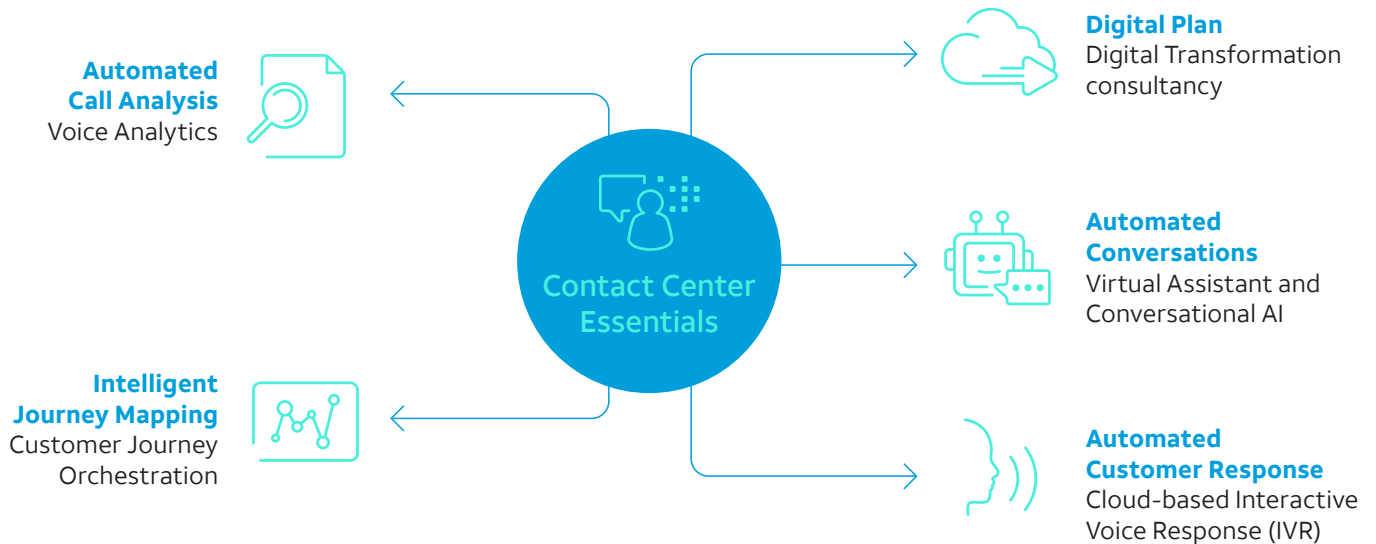 Automated
Call Analysis
Voice Analytics
Intelligent
Journey Mapping
Customer Journey
Orchestration
Contact Center
Essentials
Digital Plan
Digital Transformation
consultancy
Automated
Conversations
Virtual Assistant and
Conversational AI
Automated
Customer Response
Cloud-based Interactive
Voice Response (IVR)